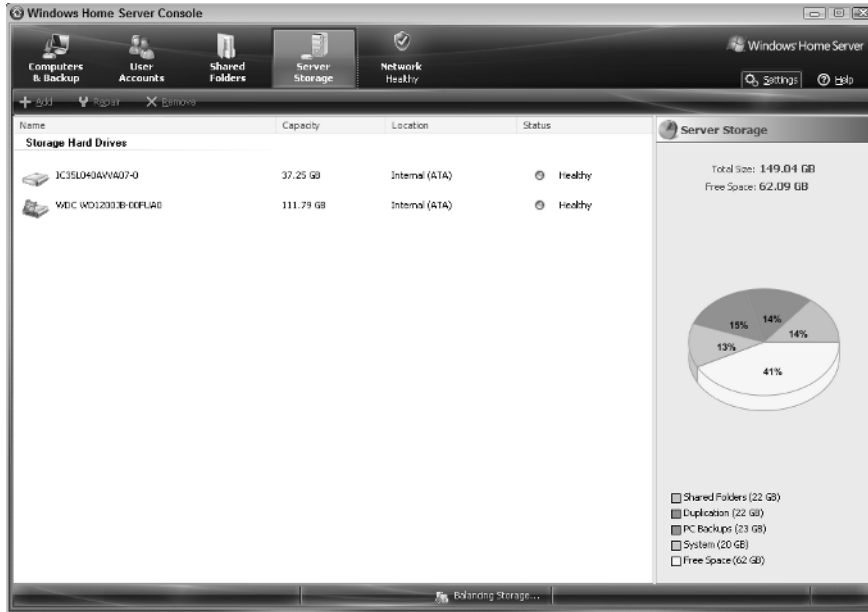 Windows Home Server Console
Computers & Backup
User Accounts
Shared Folders
Server Storage
Network Healthy
Windows Home Server
Settings
Help
Add
Repair
Remove
Name Capacity Location Status
Storage Hard Drives
IC35L040AVVA07-0 37.25 GB Internal (ATA) Healthy
WDC WD1200JB-00FUA0 111.79 GB Internal (ATA) Healthy
Server Storage
Total Size: 149.04 GB
Free Space: 62.09 GB
15%
14%
14%
13%
41%
Shared Folders (22 GB)
Duplication (22 GB)
PC Backups (23 GB)
System (20 GB)
Free Space (62 GB)
Balancing Storage...